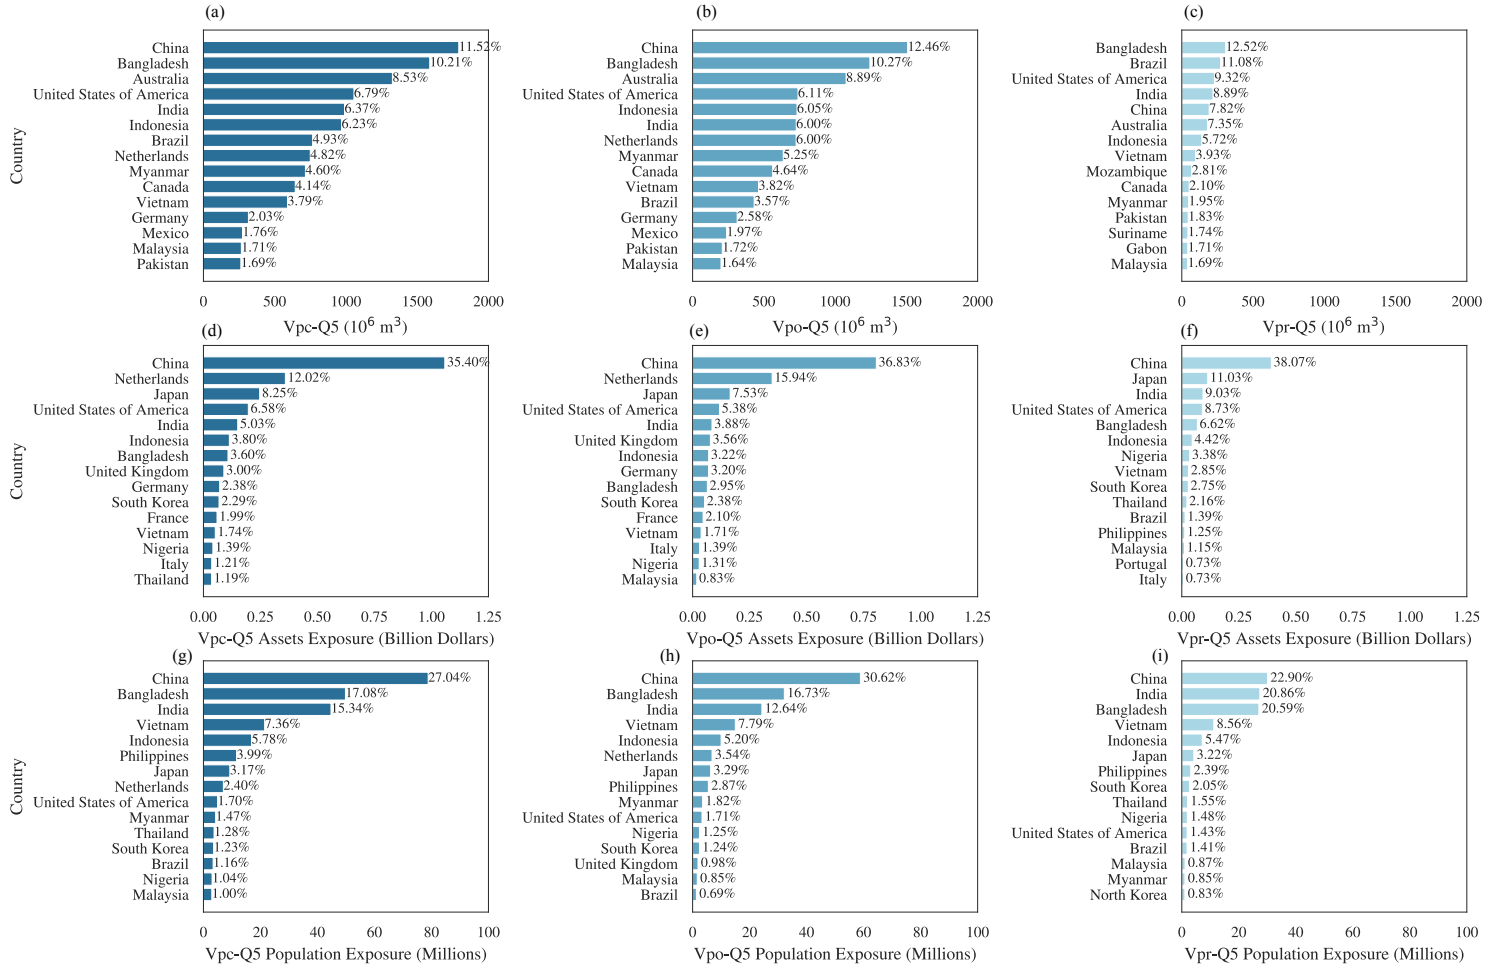 (a)
China 11.52%
Bangladesh 10.21%
Australia 8.53%
United States of America 6.79%
India 6.37%
Indonesia 6.23%
Brazil 4.93%
Netherlands 4.82%
Myanmar 4.60%
Canada 4.14%
Vietnam 3.79%
Germany 2.03%
Mexico 1.76%
Malaysia 1.71%
Pakistan 1.69%
Country
0 500 1000 1500 2000
Vpc-Q5 (10⁶ m³)
(b)
China 12.46%
Bangladesh 10.27%
Australia 8.89%
United States of America 6.11%
Indonesia 6.05%
India 6.00%
Netherlands 6.00%
Myanmar 5.25%
Canada 4.64%
Vietnam 3.82%
Brazil 3.57%
Germany 2.58%
Mexico 1.97%
Pakistan 1.72%
Malaysia 1.64%
0 500 1000 1500 2000
Vpo-Q5 (10⁶ m³)
(c)
Bangladesh 12.52%
Brazil 11.08%
United States of America 9.32%
India 8.89%
China 7.82%
Australia 7.35%
Indonesia 5.72%
Vietnam 3.93%
Mozambique 2.81%
Canada 2.10%
Myanmar 1.95%
Pakistan 1.83%
Suriname 1.74%
Gabon 1.71%
Malaysia 1.69%
0 500 1000 1500 2000
Vpr-Q5 (10⁶ m³)
(d)
China 35.40%
Netherlands 12.02%
Japan 8.25%
United States of America 6.58%
India 5.03%
Indonesia 3.80%
Bangladesh 3.60%
United Kingdom 3.00%
Germany 2.38%
South Korea 2.29%
France 1.99%
Vietnam 1.74%
Nigeria 1.39%
Italy 1.21%
Thailand 1.19%
Country
0.00 0.25 0.50 0.75 1.00 1.25
Vpc-Q5 Assets Exposure (Billion Dollars)
(e)
China 36.83%
Netherlands 15.94%
Japan 7.53%
United States of America 5.38%
India 3.88%
United Kingdom 3.56%
Indonesia 3.22%
Germany 3.20%
Bangladesh 2.95%
South Korea 2.38%
France 2.10%
Vietnam 1.71%
Italy 1.39%
Nigeria 1.31%
Malaysia 0.83%
0.00 0.25 0.50 0.75 1.00 1.25
Vpo-Q5 Assets Exposure (Billion Dollars)
(f)
China 38.07%
Japan 11.03%
India 9.03%
United States of America 8.73%
Bangladesh 6.62%
Indonesia 4.42%
Nigeria 3.38%
Vietnam 2.85%
South Korea 2.75%
Thailand 2.16%
Brazil 1.39%
Philippines 1.25%
Malaysia 1.15%
Portugal 0.73%
Italy 0.73%
0.00 0.25 0.50 0.75 1.00 1.25
Vpr-Q5 Assets Exposure (Billion Dollars)
(g)
China 27.04%
Bangladesh 17.08%
India 15.34%
Vietnam 7.36%
Indonesia 5.78%
Philippines 3.99%
Japan 3.17%
Netherlands 2.40%
United States of America 1.70%
Myanmar 1.47%
Thailand 1.28%
South Korea 1.23%
Brazil 1.16%
Nigeria 1.04%
Malaysia 1.00%
Country
0 20 40 60 80 100
Vpc-Q5 Population Exposure (Millions)
(h)
China 30.62%
Bangladesh 16.73%
India 12.64%
Vietnam 7.79%
Indonesia 5.20%
Netherlands 3.54%
Japan 3.29%
Philippines 2.87%
Myanmar 1.82%
United States of America 1.71%
Nigeria 1.25%
South Korea 1.24%
United Kingdom 0.98%
Malaysia 0.85%
Brazil 0.69%
0 20 40 60 80 100
Vpo-Q5 Population Exposure (Millions)
(i)
China 22.90%
India 20.86%
Bangladesh 20.59%
Vietnam 8.56%
Indonesia 5.47%
Japan 3.22%
Philippines 2.39%
South Korea 2.05%
Thailand 1.55%
Nigeria 1.48%
United States of America 1.43%
Brazil 1.41%
Malaysia 0.87%
Myanmar 0.85%
North Korea 0.83%
0 20 40 60 80 100
Vpr-Q5 Population Exposure (Millions)